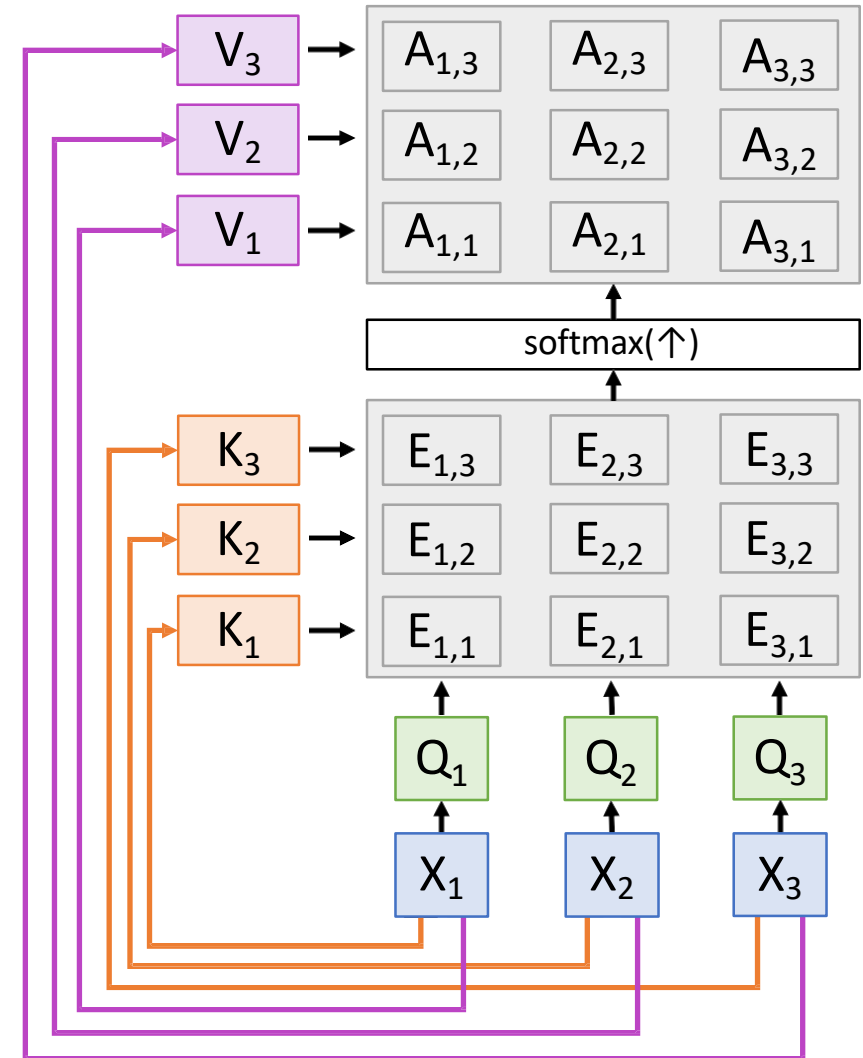 V₃ A₁,₃ A₂,₃ A₃,₃
V₂ A₁,₂ A₂,₂ A₃,₂
V₁ A₁,₁ A₂,₁ A₃,₁
softmax(↑)
K₃ E₁,₃ E₂,₃ E₃,₃
K₂ E₁,₂ E₂,₂ E₃,₂
K₁ E₁,₁ E₂,₁ E₃,₁
Q₁ Q₂ Q₃
X₁ X₂ X₃